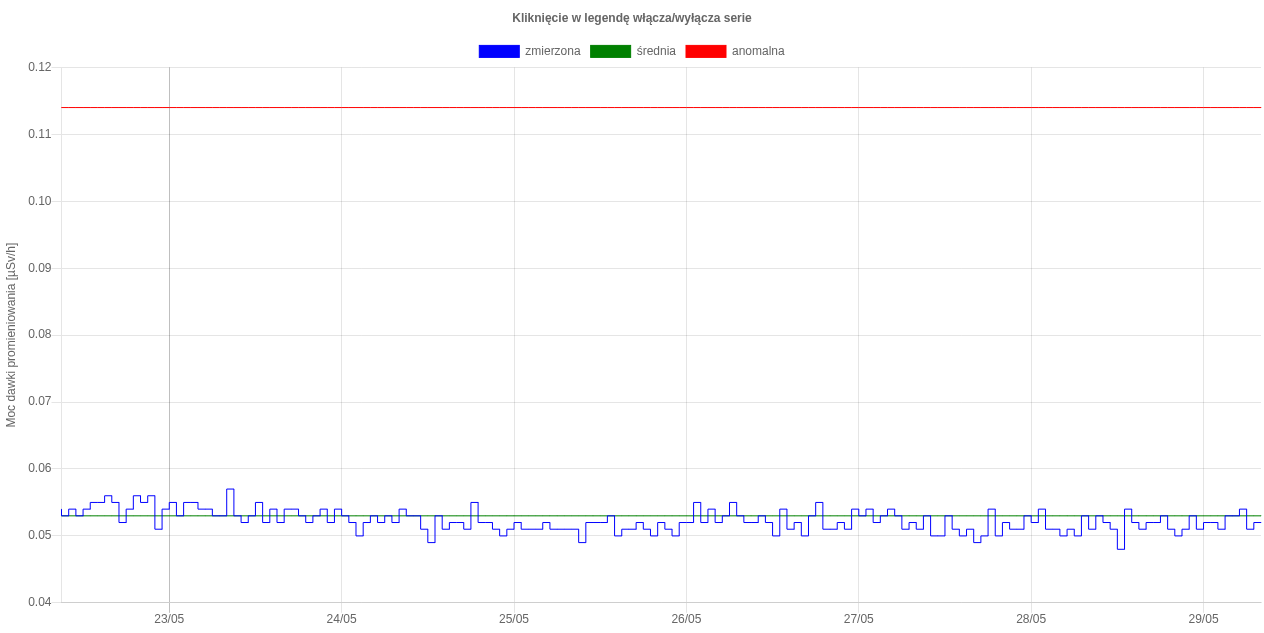 Kliknięcie w legendę włącza/wyłącza serie
zmierzona średnia anomalna
Moc dawki promieniowania [µSv/h]
0.12
0.11
0.10
0.09
0.08
0.07
0.06
0.05
0.04
23/05 24/05 25/05 26/05 27/05 28/05 29/05